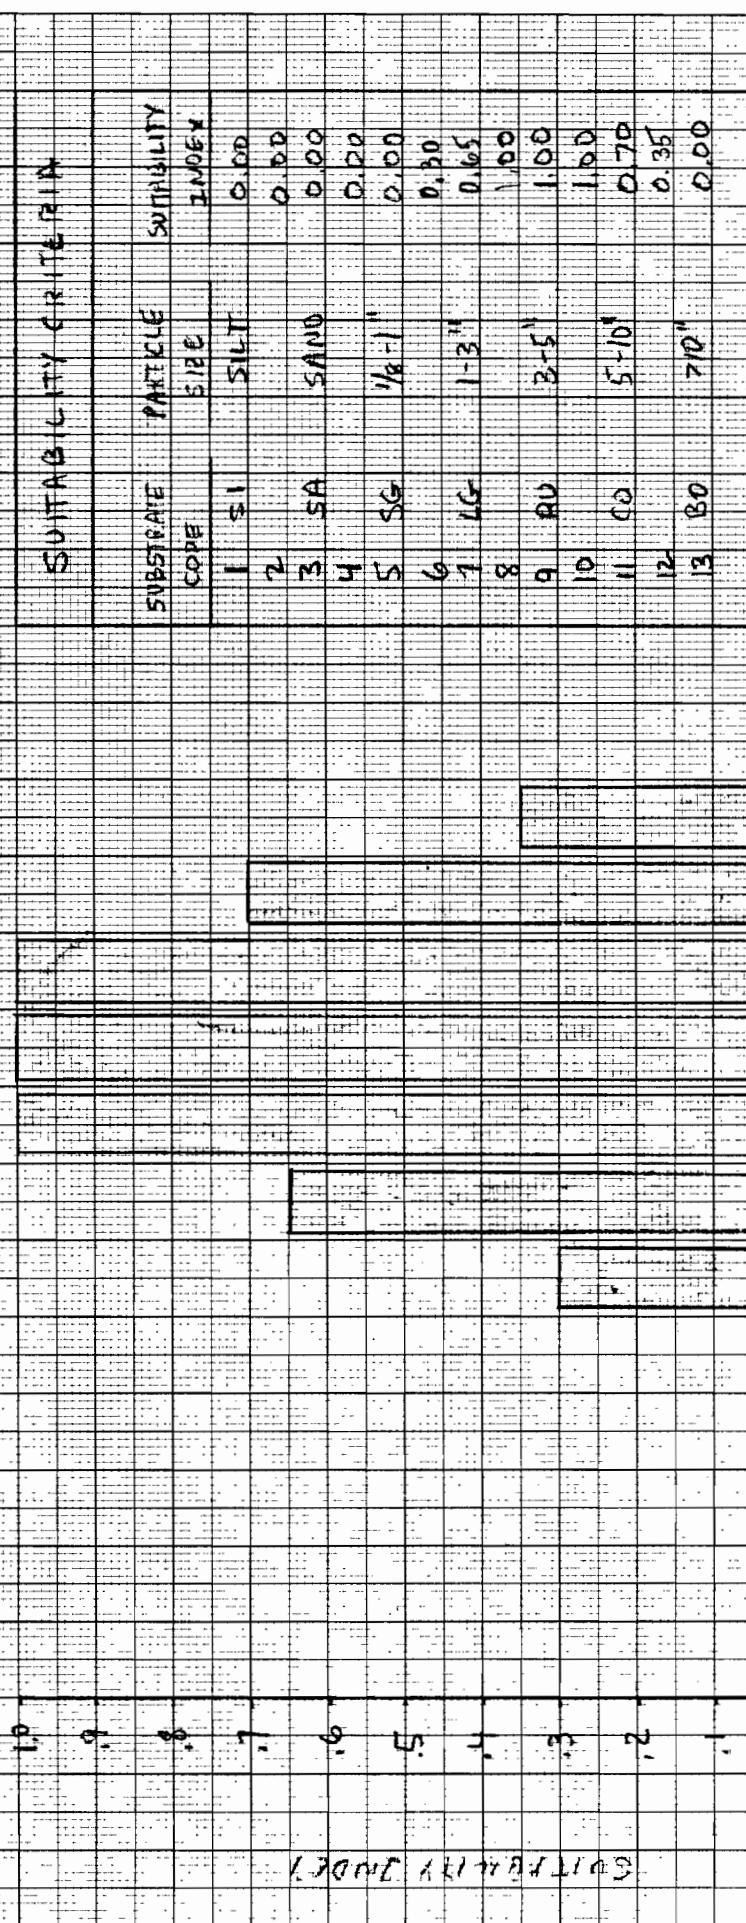 SUITABILITY CRITERIA
SUBSTRATE PARTICLE SUITABILITY
CODE SIZE INDEX
1 SI SILT 0.00
2 0.00
3 SA SAND 0.00
4 0.00
5 SG 1/8-1" 0.00
6 0.30
7 LG 1-3" 0.65
8 1.00
9 RU 3-5" 1.00
10 1.00
11 CO 5-10" 0.70
12 0.35
13 BO >10" 0.00
1.0
.9
.8
.7
.6
.5
.4
.3
.2
.1
SUITABILITY INDEX